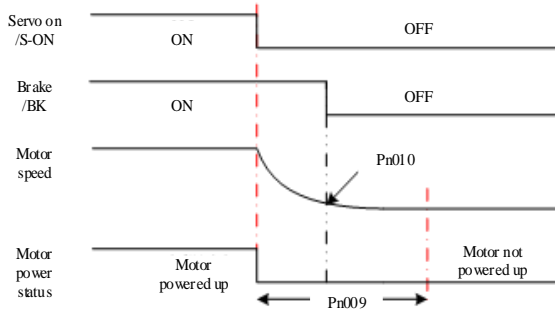 Servo on
/S-ON
ON
OFF
Brake
/BK
ON
OFF
Motor
speed
Pn010
Motor
power
status
Motor
powered up
Motor not
powered up
Pn009